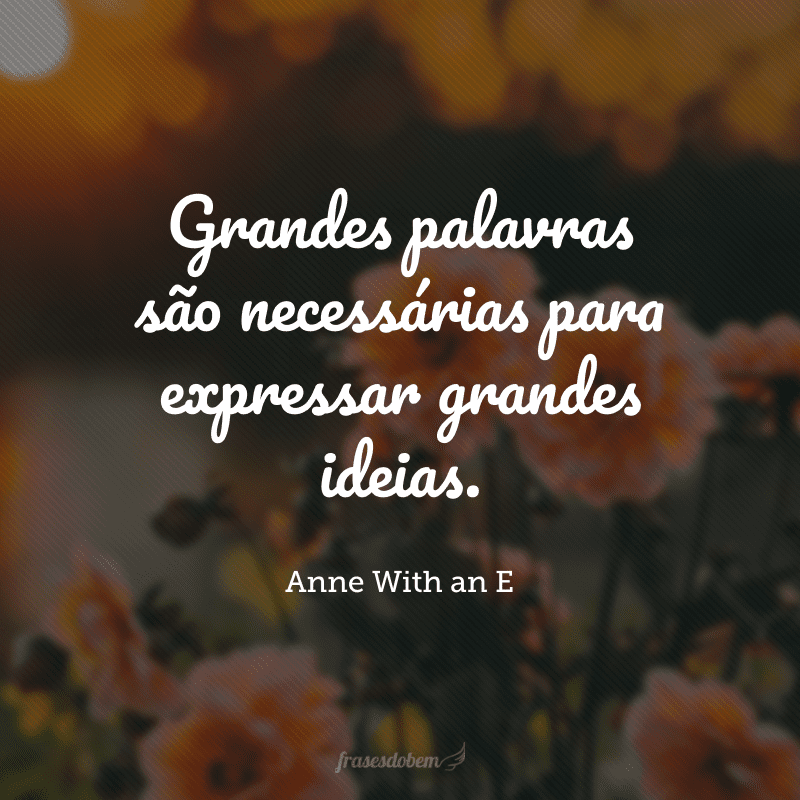 Grandes palavras
são necessárias para
expressar grandes
ideias.
Anne With an E
frasesdobem